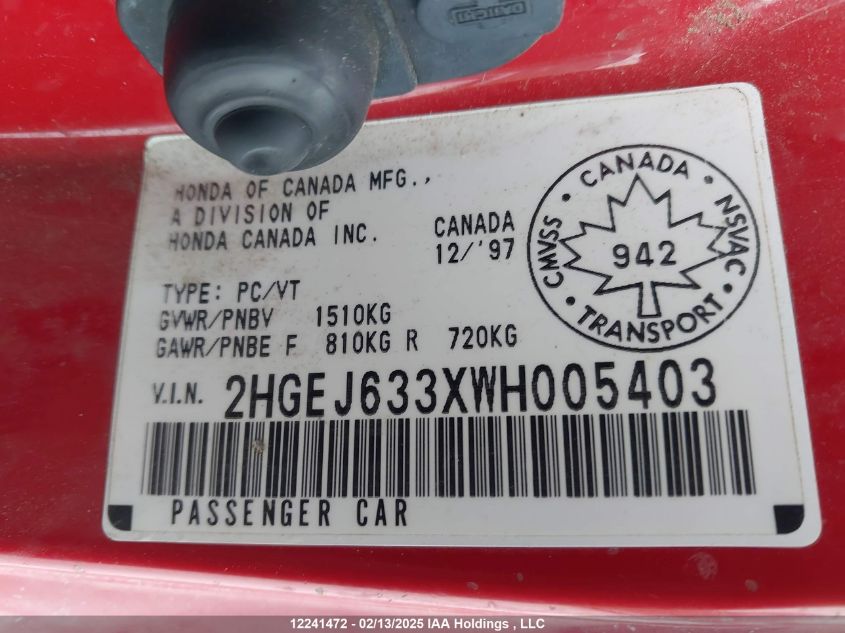 DAIICHI
HONDA OF CANADA MFG.,
A DIVISION OF
HONDA CANADA INC.
CANADA
12/'97
CANADA
CMVSS
NSVAC
942
TRANSPORT
TYPE: PC/VT
GVWR/PNBV 1510KG
GAWR/PNBE F 810KG R 720KG
V.I.N. 2HGEJ633XWH005403
PASSENGER CAR
12241472 - 02/13/2025 IAA Holdings , LLC